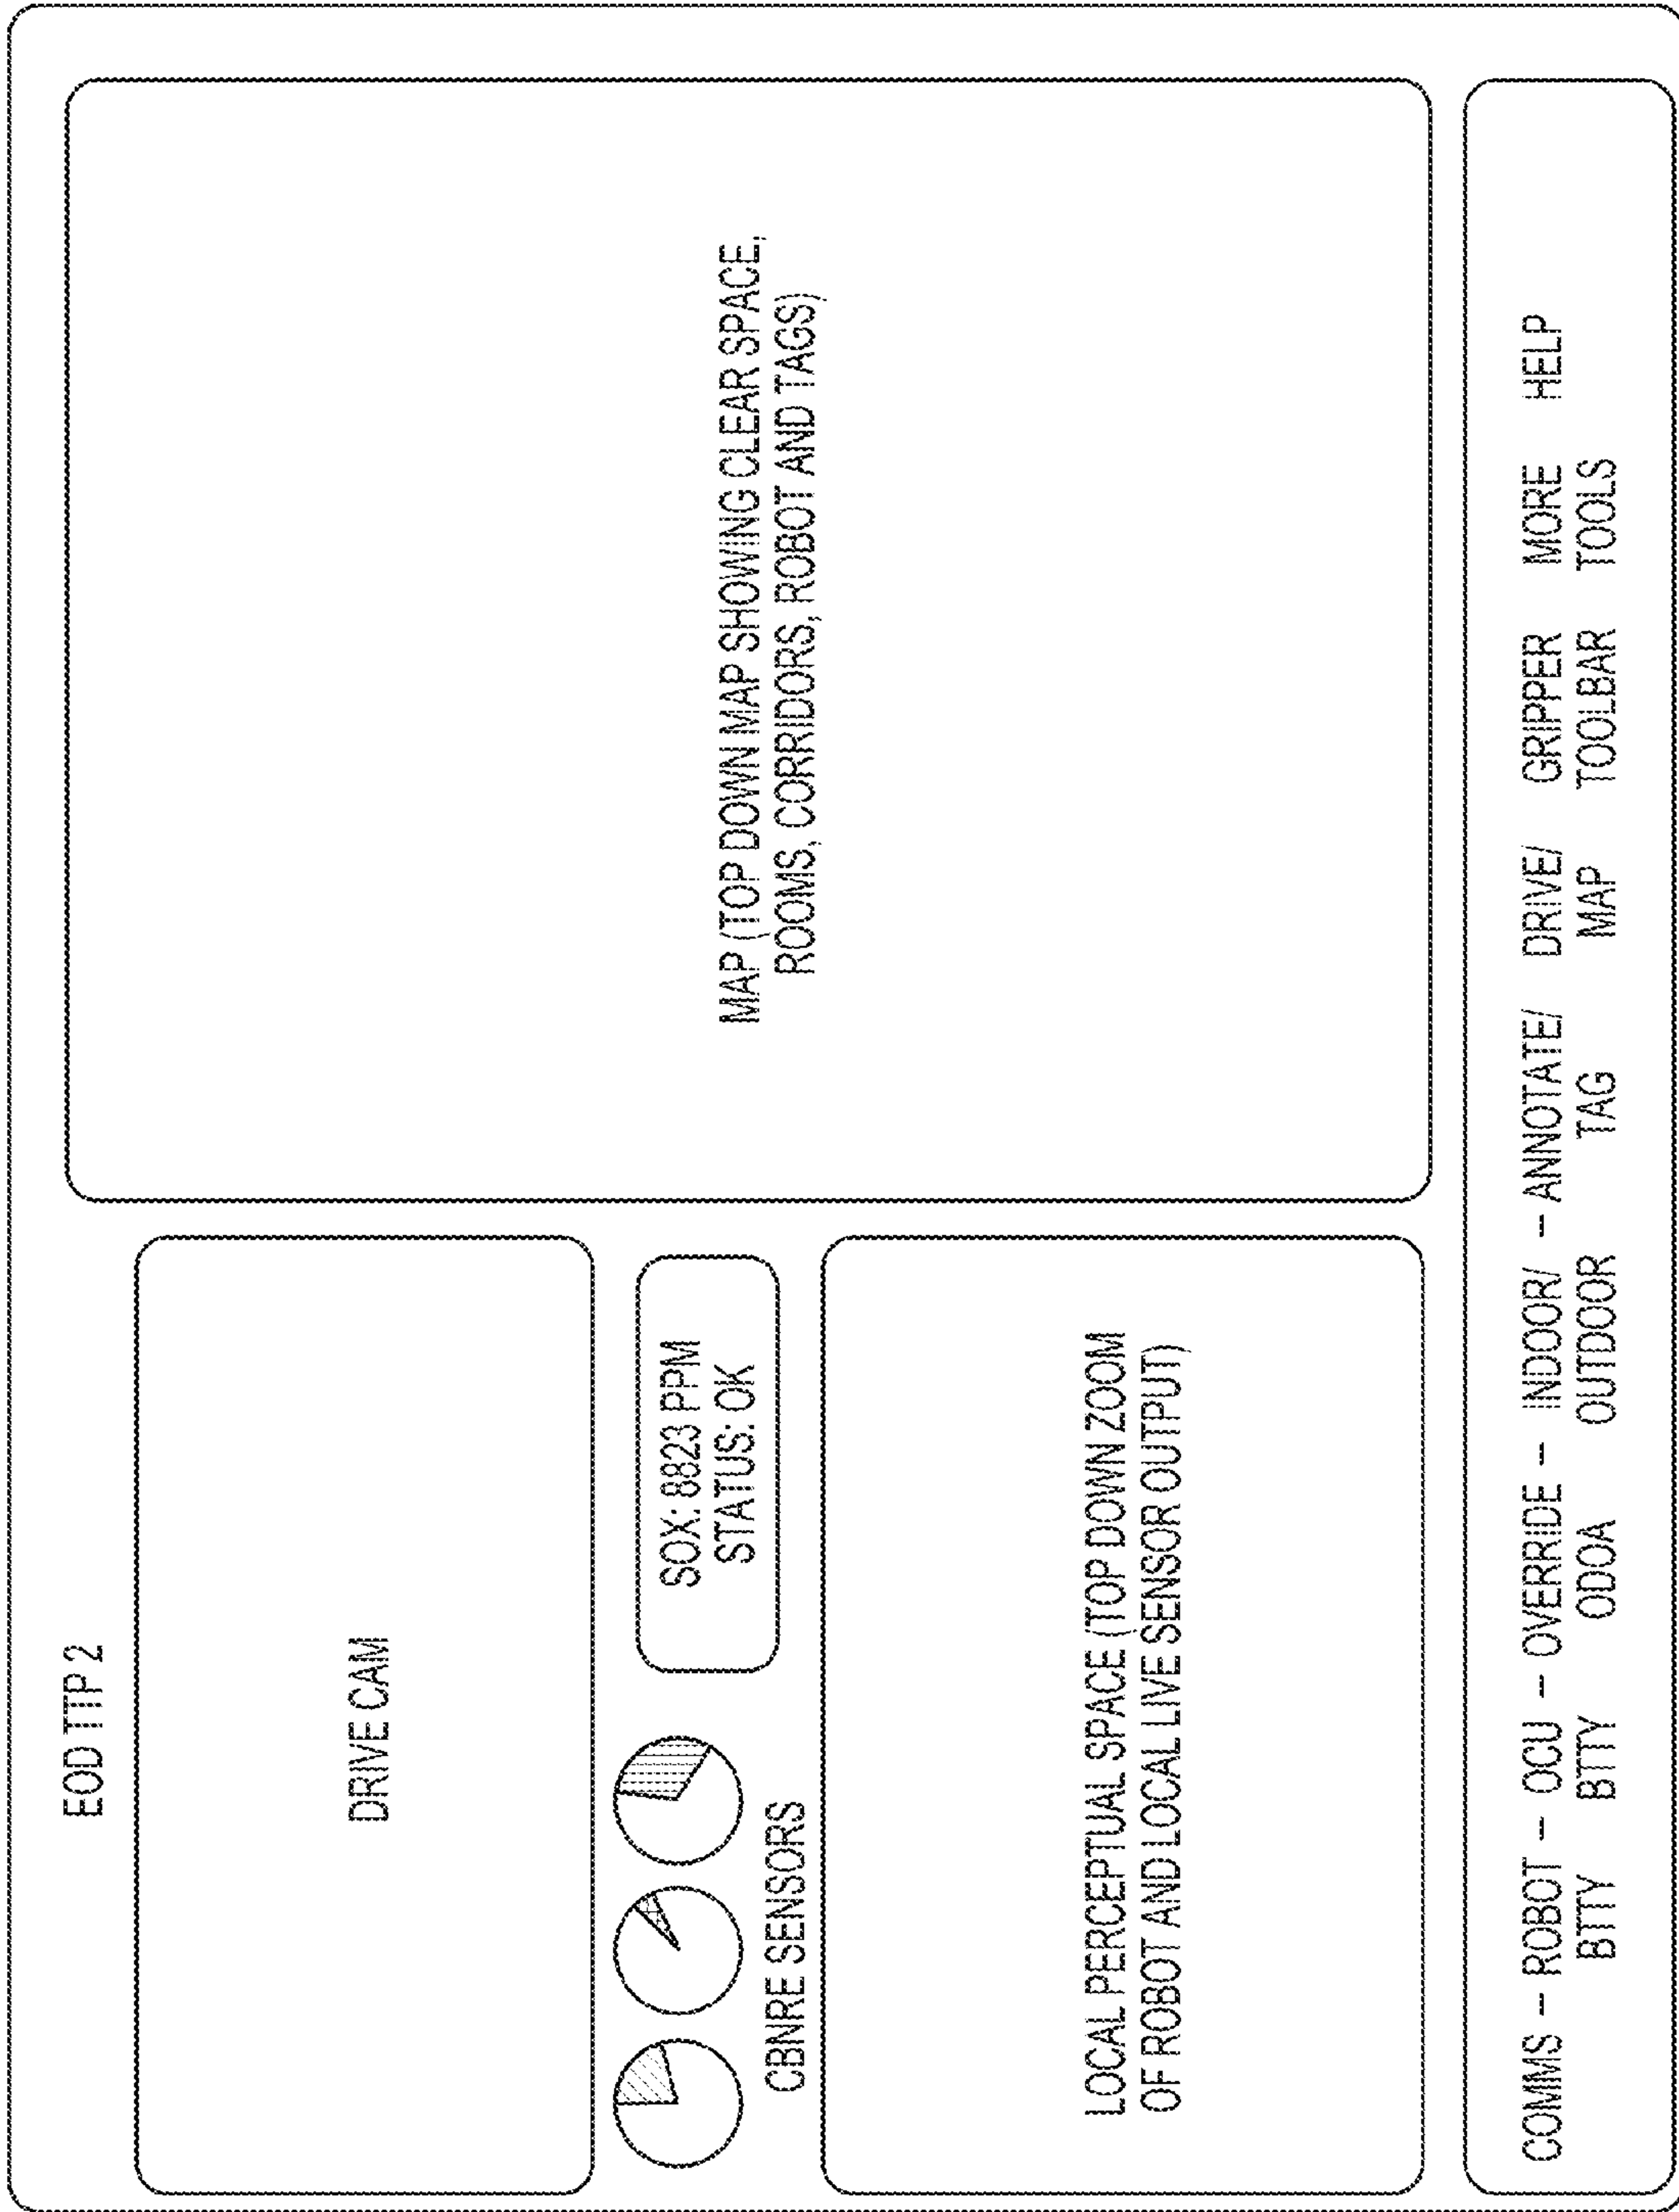 EOD TTP 2
DRIVE CAM
CBNRE SENSORS
SOX: 8823 PPM
STATUS: OK
LOCAL PERCEPTUAL SPACE (TOP DOWN ZOOM
OF ROBOT AND LOCAL LIVE SENSOR OUTPUT)
MAP (TOP DOWN MAP SHOWING CLEAR SPACE,
ROOMS, CORRIDORS, ROBOT AND TAGS)
COMMS – ROBOT – OCU – OVERRIDE – INDOOR/ – ANNOTATE/ DRIVE/ GRIPPER MORE HELP
BTTY BTTY ODOA OUTDOOR TAG MAP TOOLBAR TOOLS